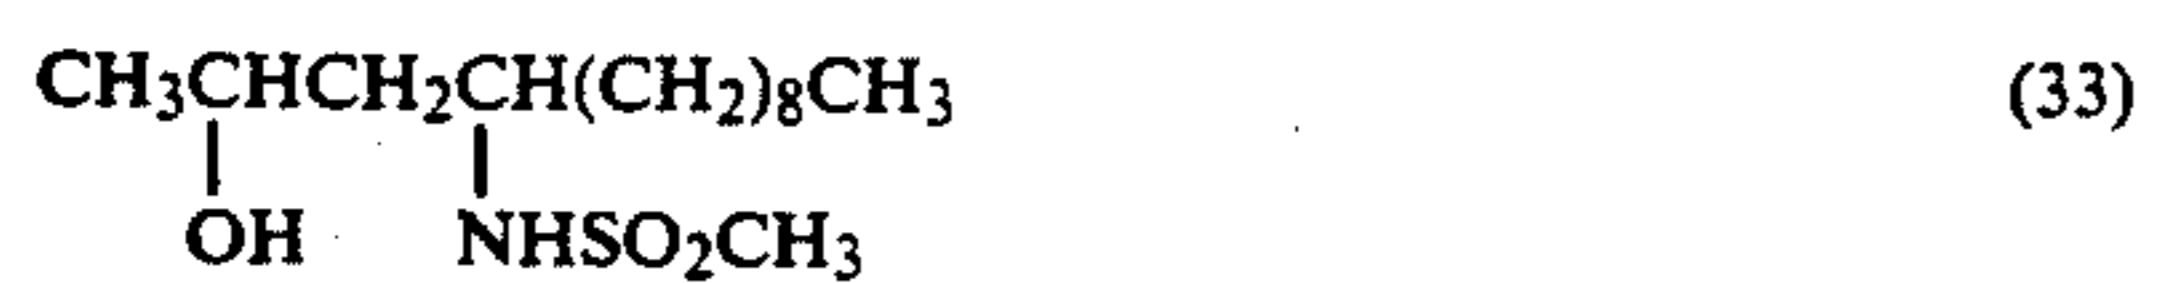 CH₃CHCH₂CH(CH₂)₈CH₃ (33)
OH NHSO₂CH₃